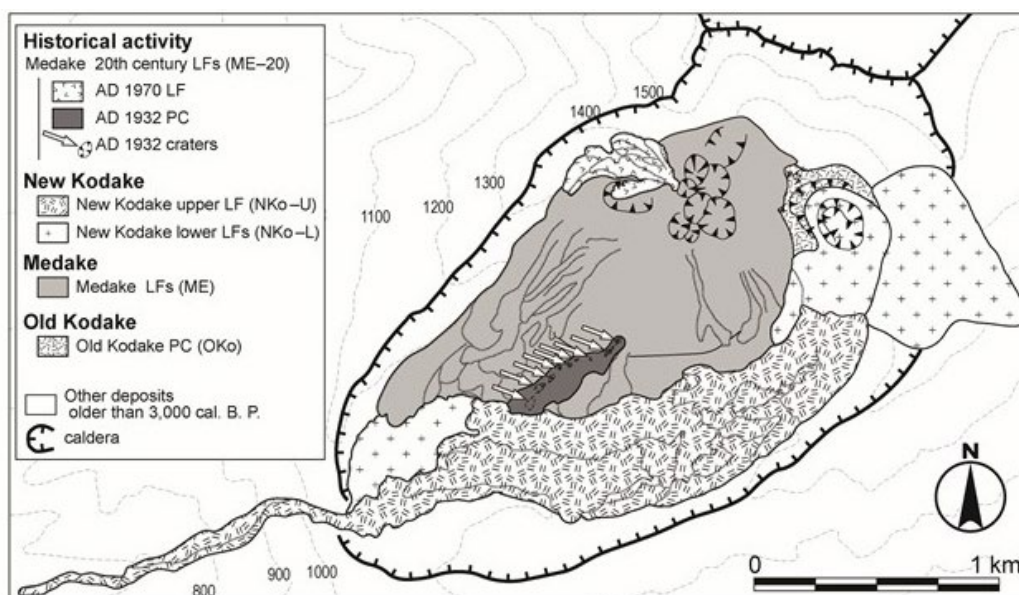 Historical activity
Medake 20th century LFs (ME–20)
AD 1970 LF
AD 1932 PC
AD 1932 craters
New Kodake
New Kodake upper LF (NKo–U)
New Kodake lower LFs (NKo–L)
Medake
Medake LFs (ME)
Old Kodake
Old Kodake PC (OKo)
Other deposits
older than 3,000 cal. B. P.
caldera
1500
1400
1300
1200
1100
1000
900
800
N
0 1 km